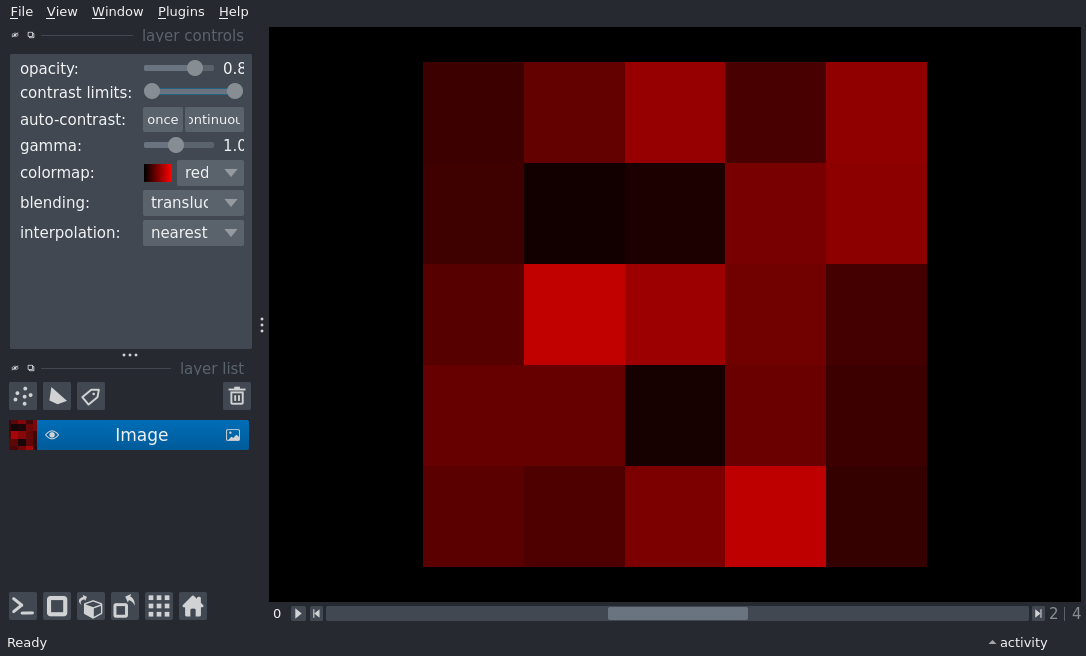 File View Window Plugins Help
layer controls
opacity: 0.8
contrast limits:
auto-contrast: once ontinuou
gamma: 1.0
colormap: red
blending: transluc
interpolation: nearest
layer list
Image
0 2 4
Ready
activity